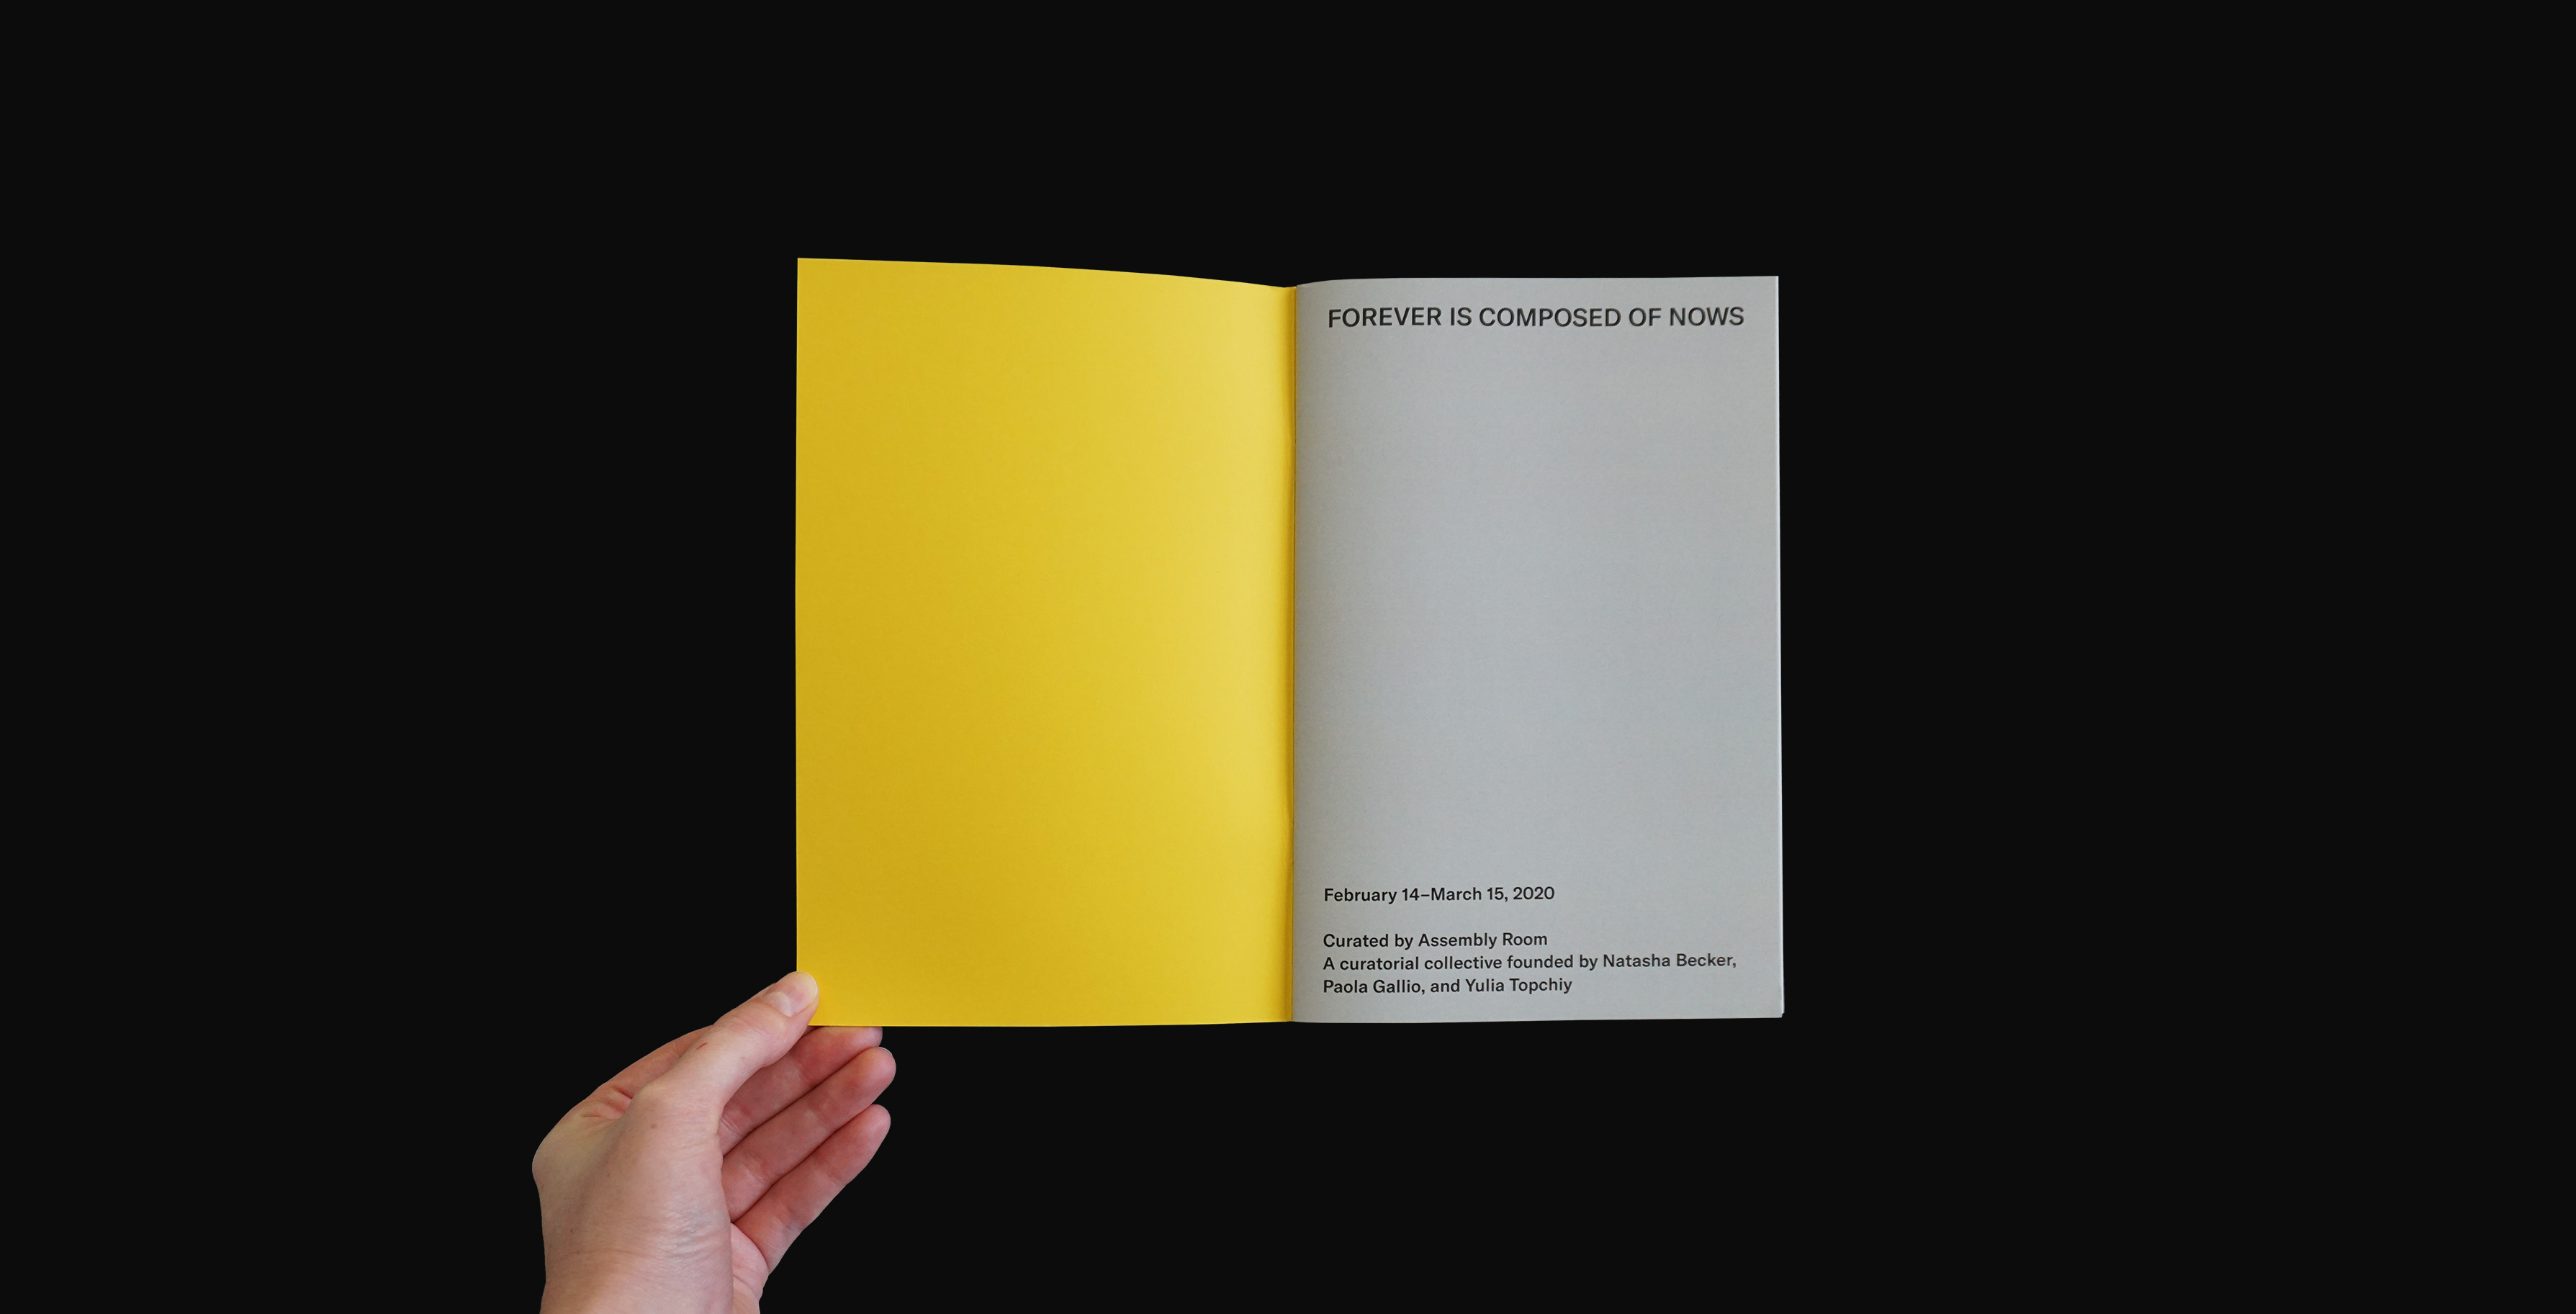 FOREVER IS COMPOSED OF NOWS
February 14–March 15, 2020
Curated by Assembly Room
A curatorial collective founded by Natasha Becker,
Paola Gallio, and Yulia Topchiy